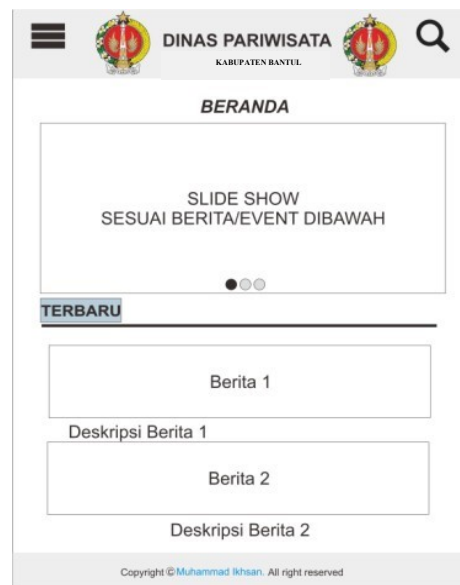 DINAS PARIWISATA
KABUPATEN BANTUL
BERANDA
SLIDE SHOW
SESUAI BERITA/EVENT DIBAWAH
TERBARU
Berita 1
Deskripsi Berita 1
Berita 2
Deskripsi Berita 2
Copyright © Muhammad Ikhsan. All right reserved